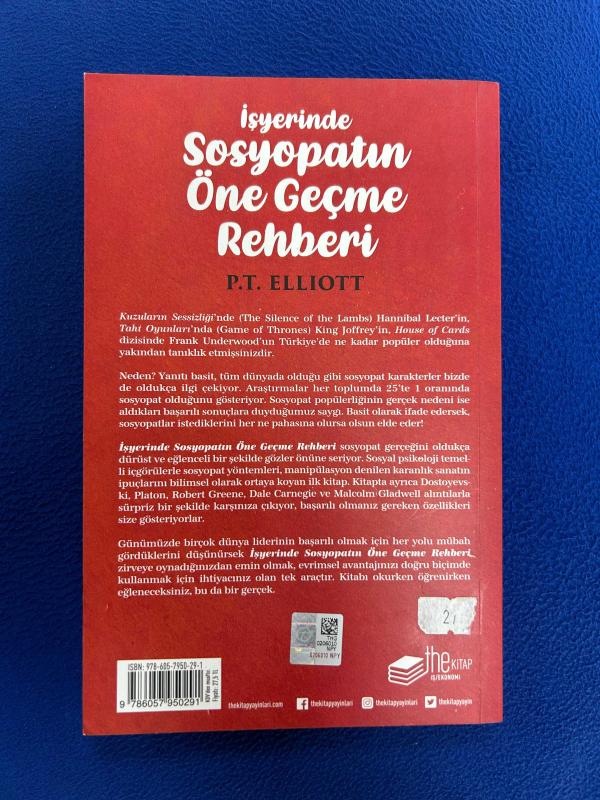 İşyerinde
Sosyopatın
Öne Geçme
Rehberi
P.T. ELLIOTT
Kuzuların Sessizliği'nde (The Silence of the Lambs) Hannibal Lecter'in,
Taht Oyunları'nda (Game of Thrones) King Joffrey'in, House of Cards
dizisinde Frank Underwood'un Türkiye'de ne kadar popüler olduğuna
yakından tanıklık etmişsinizdir.
Neden? Yanıtı basit, tüm dünyada olduğu gibi sosyopat karakterler bizde
de oldukça ilgi çekiyor. Araştırmalar her toplumda 25'te 1 oranında
sosyopat olduğunu gösteriyor. Sosyopat popülerliğinin gerçek nedeni ise
aldıkları başarılı sonuçlara duyduğumuz saygı. Basit olarak ifade edersek,
sosyopatlar istediklerini her ne pahasına olursa olsun elde eder!
İşyerinde Sosyopatın Öne Geçme Rehberi sosyopat gerçeğini oldukça
dürüst ve eğlenceli bir şekilde gözler önüne seriyor. Sosyal psikoloji temel-
li içgörülerle sosyopat yöntemleri, manipülasyon denilen karanlık sanatın
ipuçlarını bilimsel olarak ortaya koyan ilk kitap. Kitapta ayrıca Dostoyevs-
ki, Platon, Robert Greene, Dale Carnegie ve Malcolm Gladwell alıntılarla
sürpriz bir şekilde karşınıza çıkıyor, başarılı olmanız gereken özellikleri
size gösteriyorlar.
Günümüzde birçok dünya liderinin başarılı olmak için her yolu mübah
gördüklerini düşünürsek İşyerinde Sosyopatın Öne Geçme Rehberi
zirveye oynadığınızdan emin olmak, evrimsel avantajınızı doğru biçimde
kullanmak için ihtiyacınız olan tek araçtır. Kitabı okurken öğrenirken
eğleneceksiniz, bu da bir gerçek.
27
THG
0206010
NPY
0206010 NPY
the KİTAP
İŞ/EKONOMİ
ISBN: 978-605-7950-29-1
9 786057 950291
Fiyatı: 27,5 TL
thekitapyayinlari.com
thekitapyayinlari
thekitapyayinlari
thekitapyayin